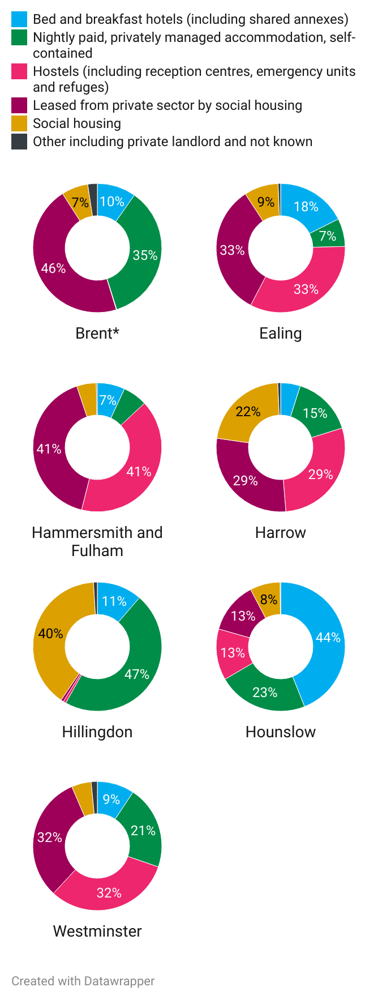 Bed and breakfast hotels (including shared annexes)
Nightly paid, privately managed accommodation, self-
contained
Hostels (including reception centres, emergency units
and refuges)
Leased from private sector by social housing
Social housing
Other including private landlord and not known
7%
10%
35%
46%
Brent*
9%
18%
7%
33%
33%
Ealing
7%
41%
41%
Hammersmith and
Fulham
22%
15%
29%
29%
Harrow
11%
40%
47%
Hillingdon
8%
13%
44%
13%
23%
Hounslow
9%
21%
32%
32%
Westminster
Created with Datawrapper